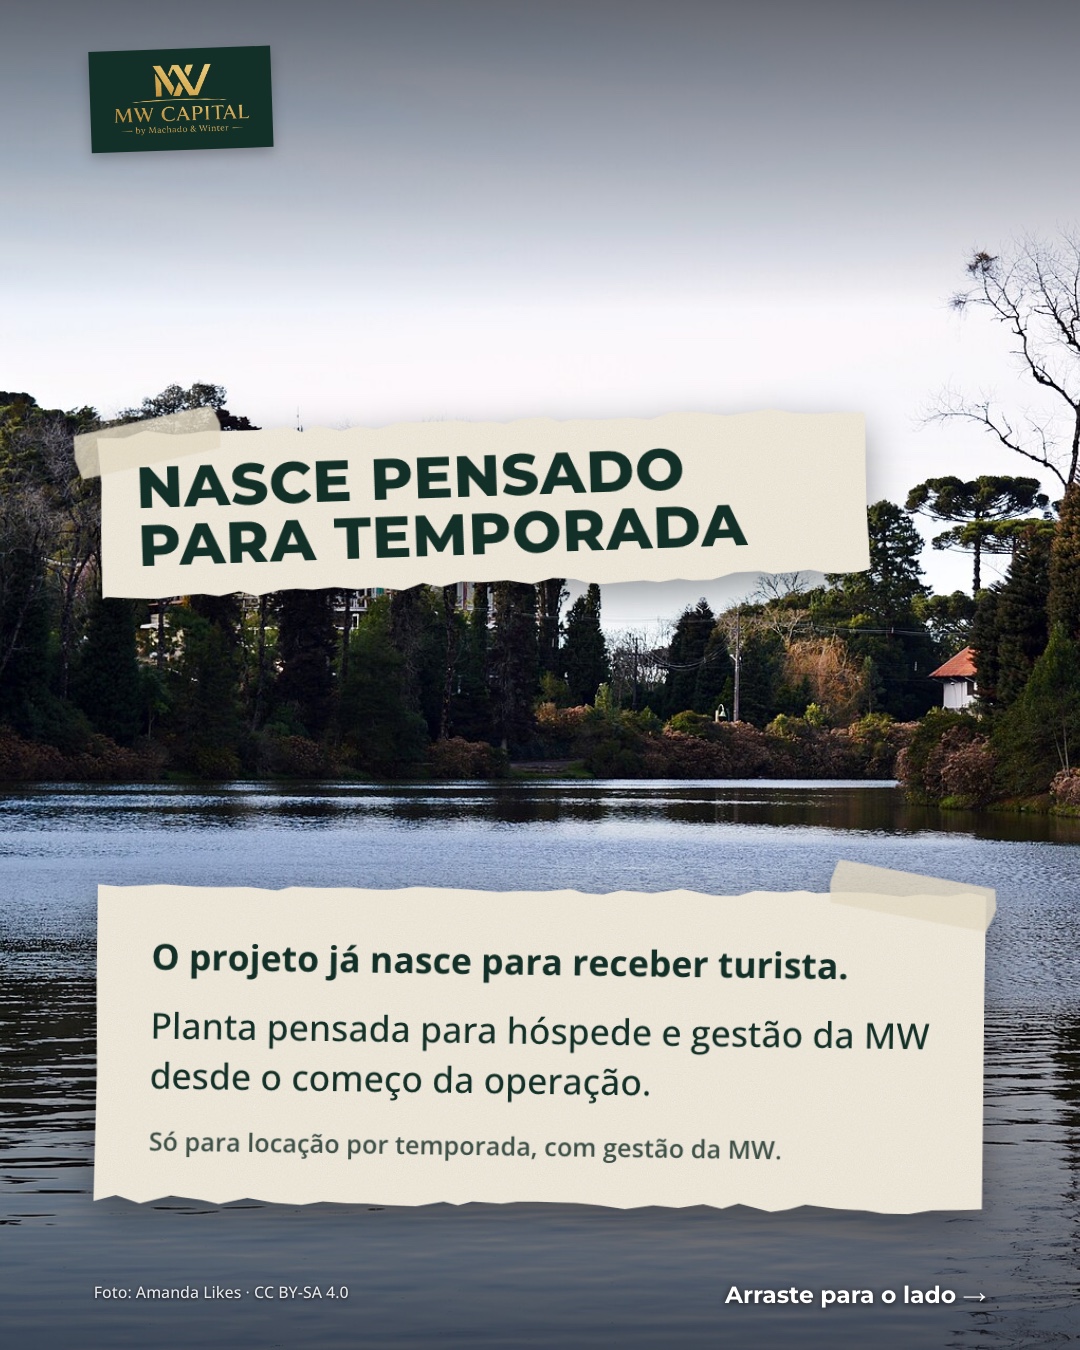 MW CAPITAL
by Machado & Winter
NASCE PENSADO
PARA TEMPORADA
O projeto já nasce para receber turista.
Planta pensada para hóspede e gestão da MW
desde o começo da operação.
Só para locação por temporada, com gestão da MW.
Foto: Amanda Likes · CC BY-SA 4.0
Arraste para o lado →